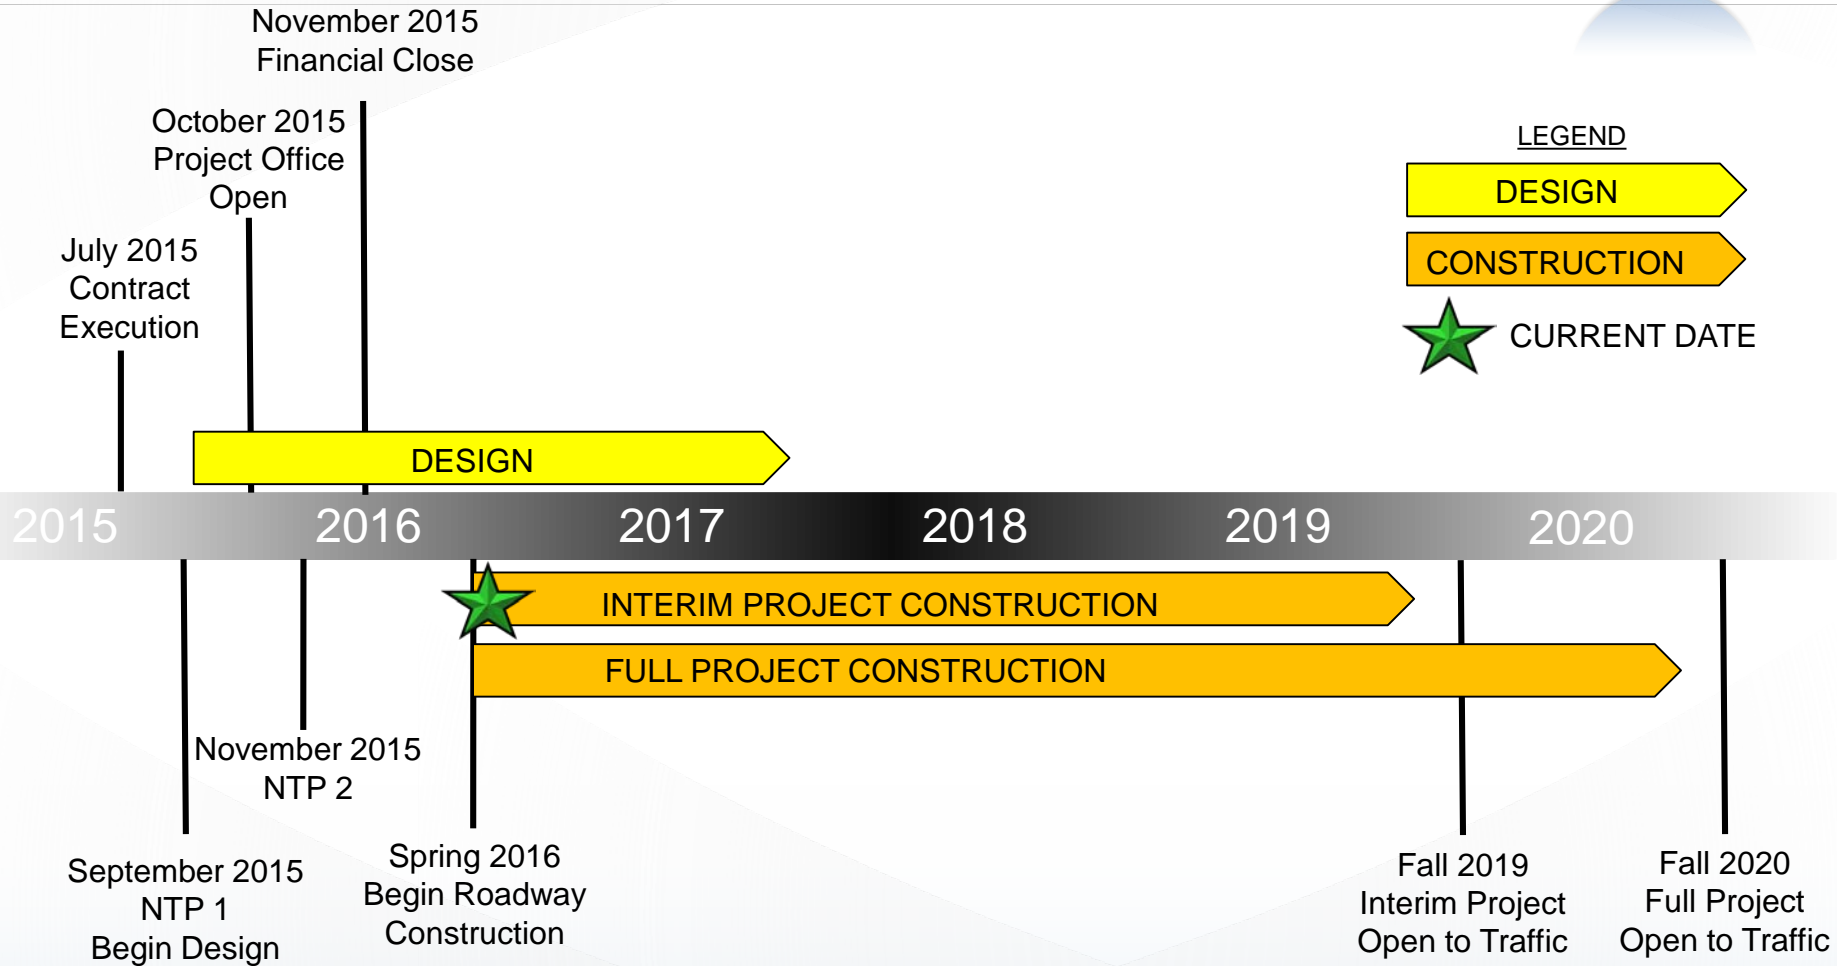 November 2015
Financial Close
October 2015
Project Office
Open
July 2015
Contract
Execution
LEGEND
DESIGN
CONSTRUCTION
CURRENT DATE
DESIGN
2015
2016
2017
2018
2019
2020
INTERIM PROJECT CONSTRUCTION
FULL PROJECT CONSTRUCTION
November 2015
NTP 2
September 2015
NTP 1
Begin Design
Spring 2016
Begin Roadway
Construction
Fall 2019
Interim Project
Open to Traffic
Fall 2020
Full Project
Open to Traffic